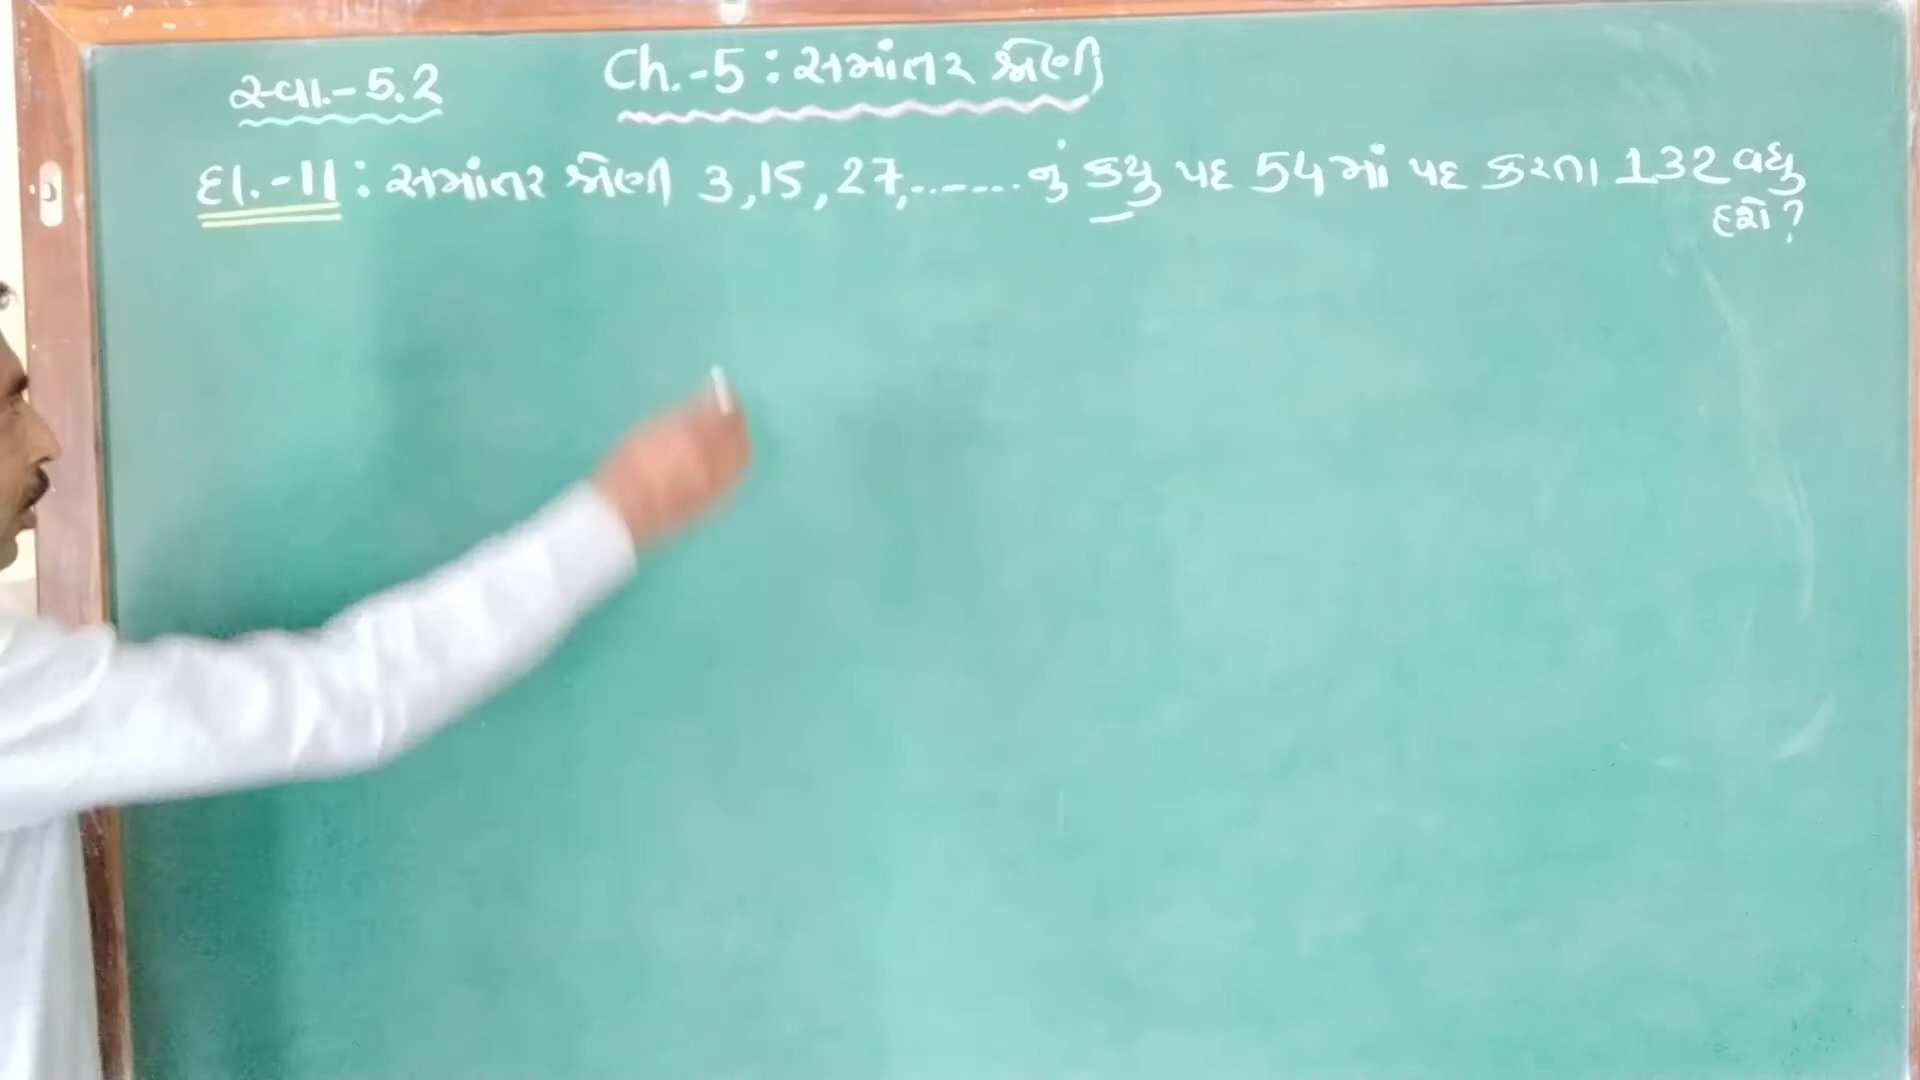 સ્વા.-5.2
Ch.-5 : સમાંતર શ્રેણી
દા.-11 : સમાંતર શ્રેણી 3,15,27,....... નું કયુ પદ 54માં પદ કરતા 132 વધુ
હશે?